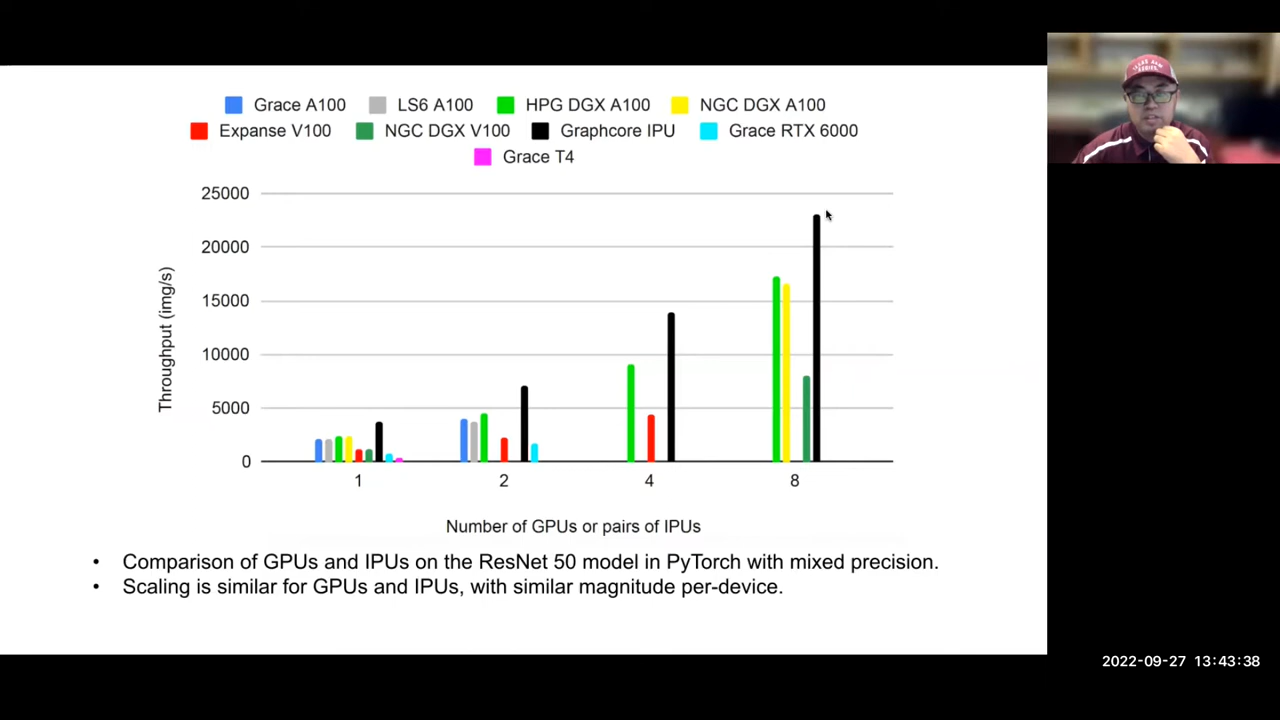 Grace A100 LS6 A100 HPG DGX A100 NGC DGX A100
Expanse V100 NGC DGX V100 Graphcore IPU Grace RTX 6000
Grace T4
25000
20000
15000
10000
5000
0
Throughput (img/s)
1 2 4 8
Number of GPUs or pairs of IPUs
• Comparison of GPUs and IPUs on the ResNet 50 model in PyTorch with mixed precision.
• Scaling is similar for GPUs and IPUs, with similar magnitude per-device.
2022-09-27 13:43:38